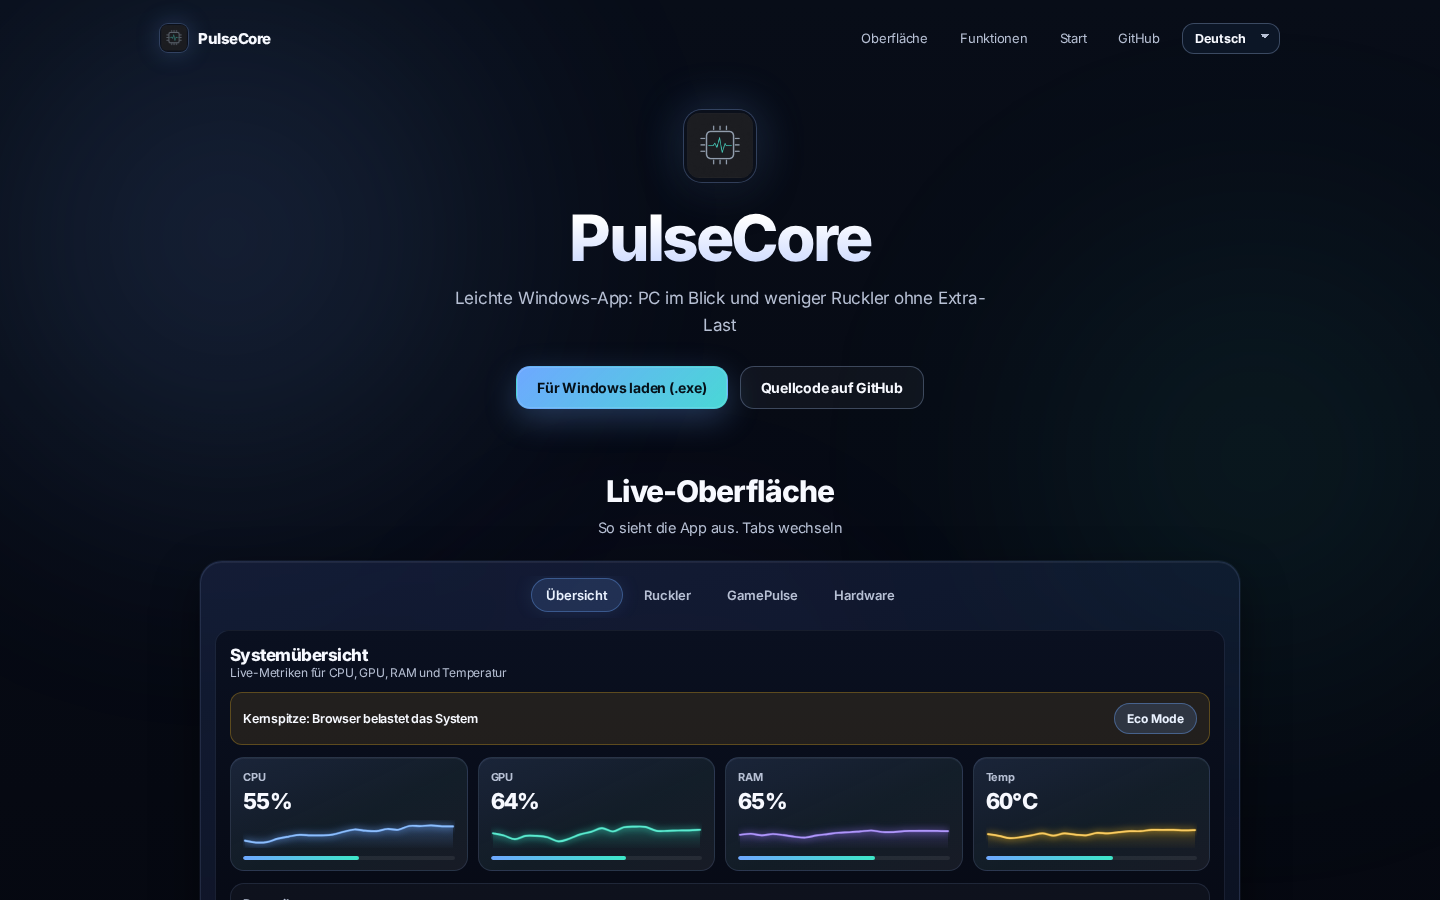 PulseCore
Oberfläche
Funktionen
Start
GitHub
Deutsch
PulseCore
Leichte Windows-App: PC im Blick und weniger Ruckler ohne Extra-
Last
Für Windows laden (.exe)
Quellcode auf GitHub
Live-Oberfläche
So sieht die App aus. Tabs wechseln
Übersicht
Ruckler
GamePulse
Hardware
Systemübersicht
Live-Metriken für CPU, GPU, RAM und Temperatur
Kernspitze: Browser belastet das System
Eco Mode
CPU
55%
GPU
64%
RAM
65%
Temp
60°C